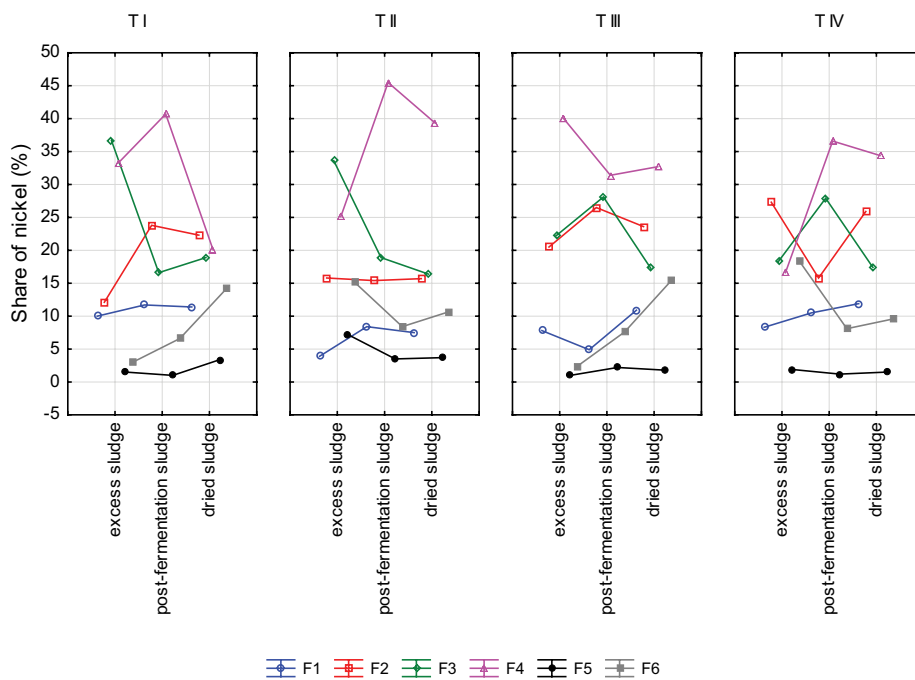 T I T II T III T IV
Share of nickel (%)
50
45
40
35
30
25
20
15
10
5
0
-5
excess sludge
post-fermentation sludge
dried sludge
excess sludge
post-fermentation sludge
dried sludge
excess sludge
post-fermentation sludge
dried sludge
excess sludge
post-fermentation sludge
dried sludge
F1 F2 F3 F4 F5 F6